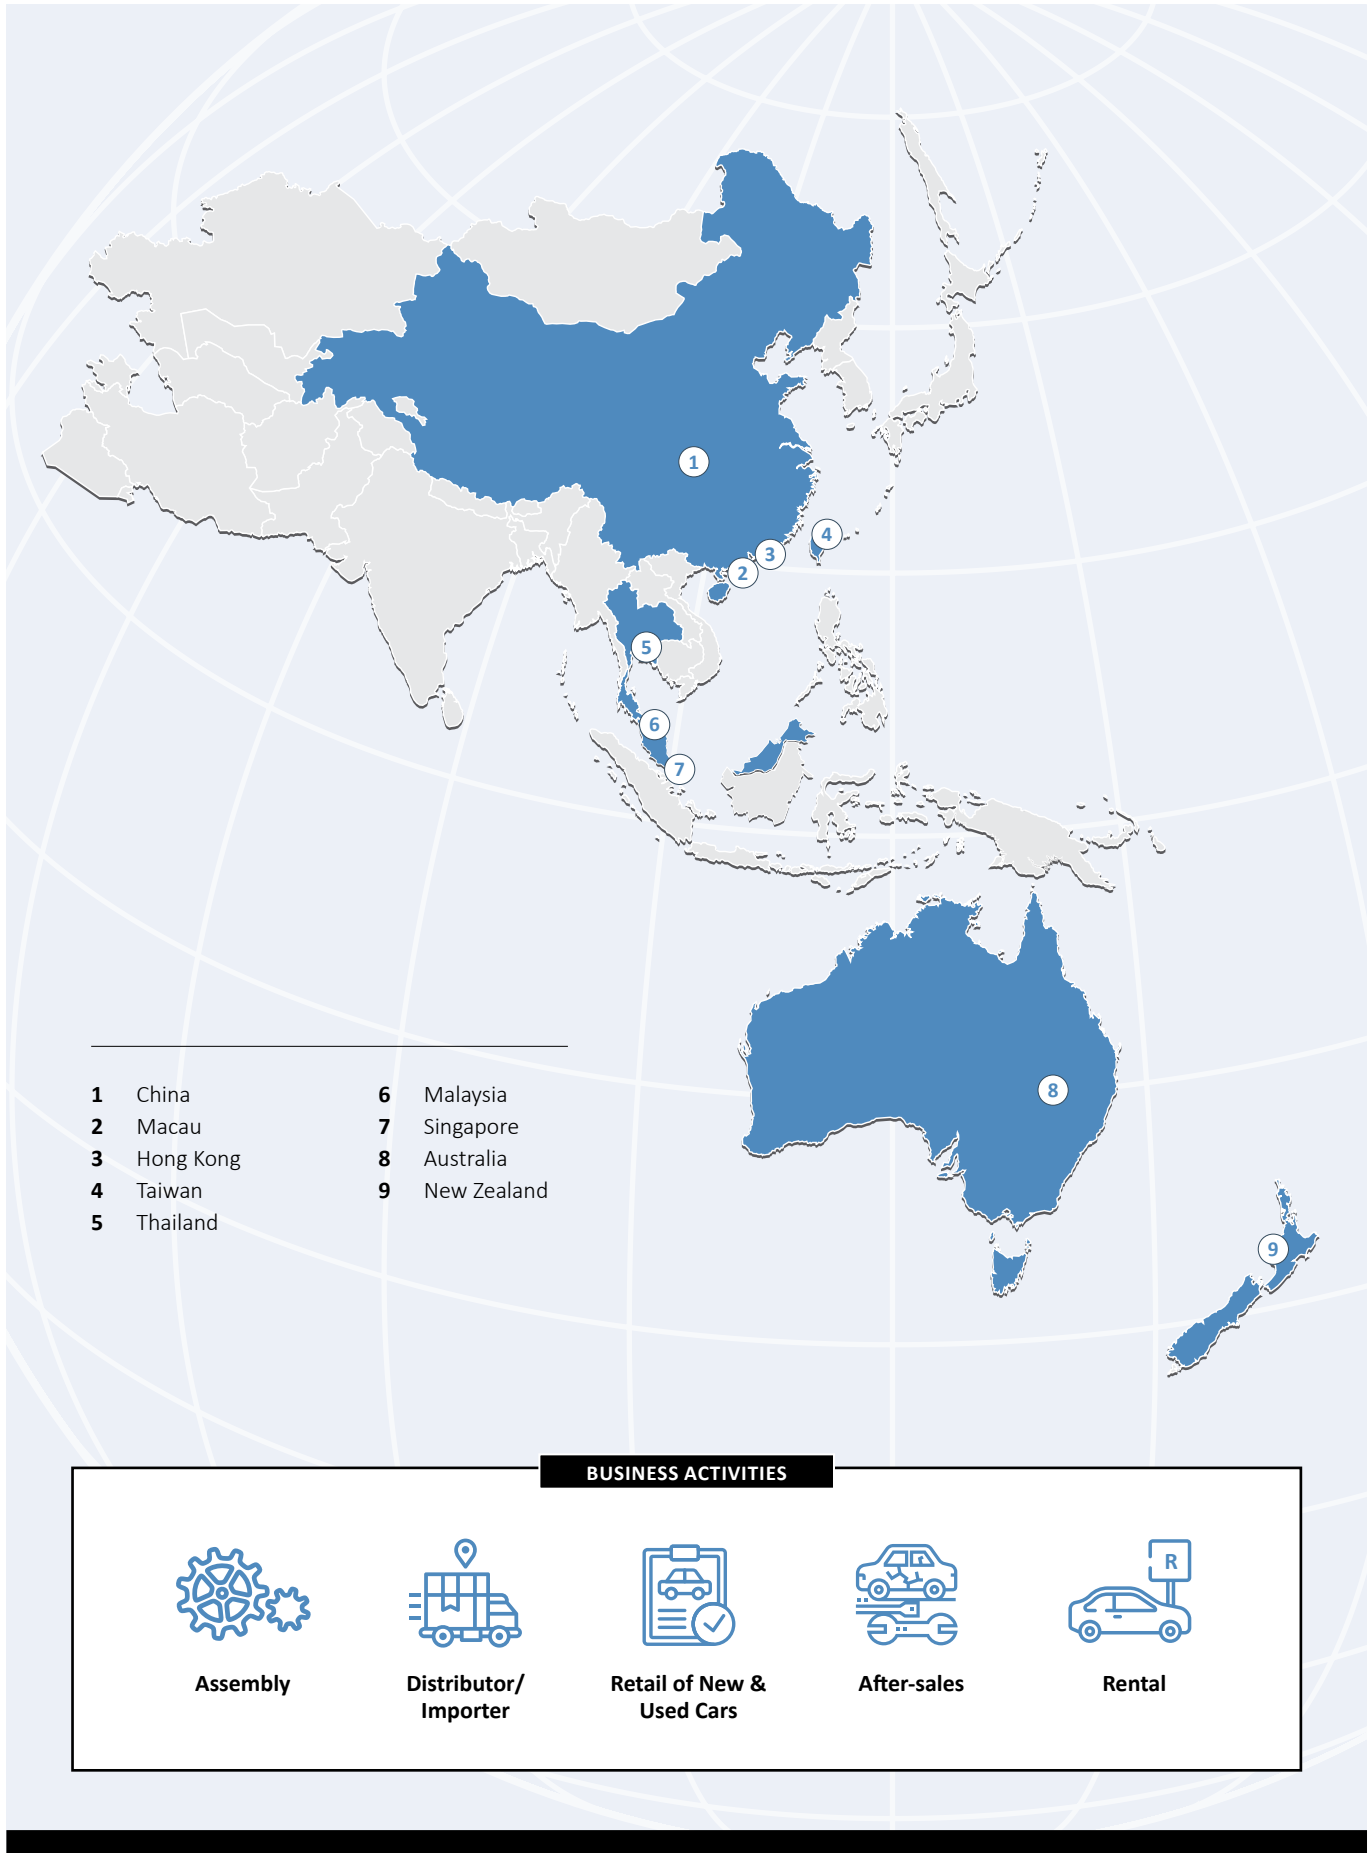 1
4
3
2
5
6
7
8
9
1 China
2 Macau
3 Hong Kong
4 Taiwan
5 Thailand
6 Malaysia
7 Singapore
8 Australia
9 New Zealand
BUSINESS ACTIVITIES
R
Assembly
Distributor/
Importer
Retail of New &
Used Cars
After-sales
Rental